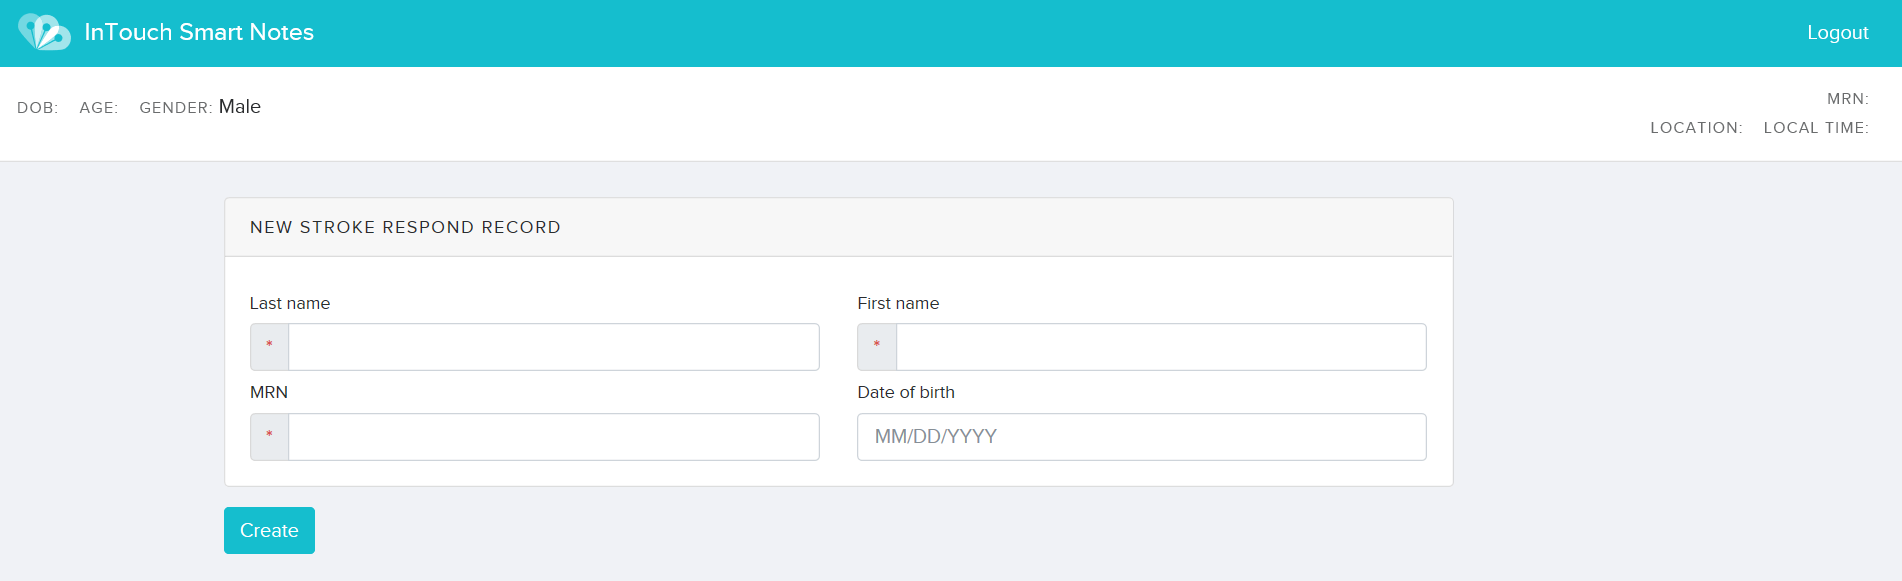 InTouch Smart Notes
Logout
DOB: AGE: GENDER: Male
MRN:
LOCATION: LOCAL TIME:
NEW STROKE RESPOND RECORD
Last name
First name
*
*
MRN
Date of birth
*
MM/DD/YYYY
Create